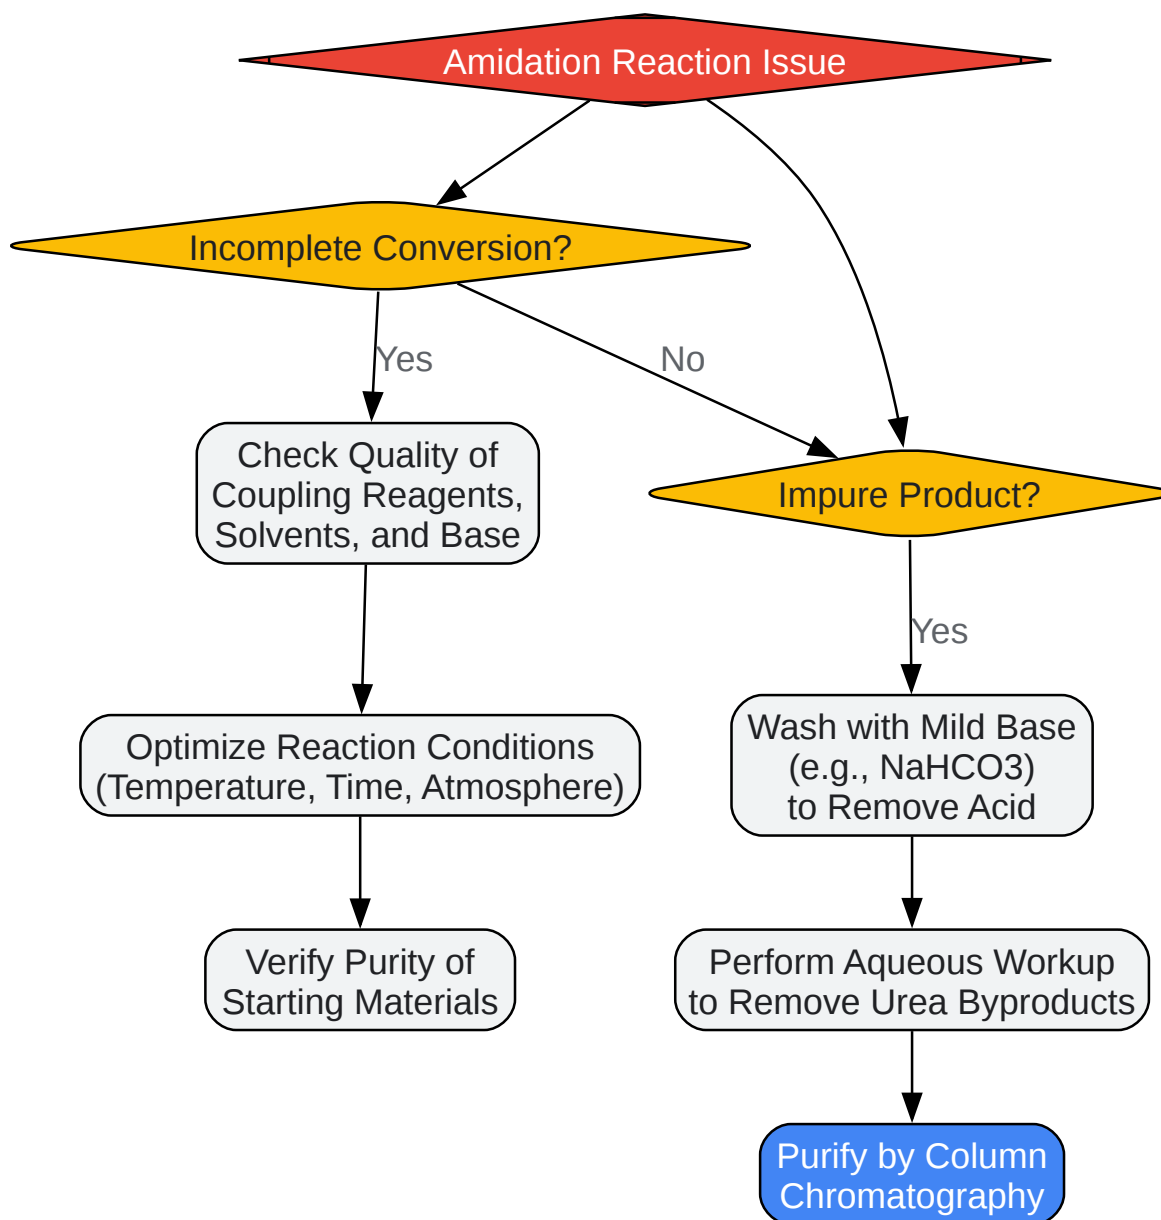 Amidation Reaction Issue
Incomplete Conversion?
Yes
No
Check Quality of
Coupling Reagents,
Solvents, and Base
Impure Product?
Yes
Optimize Reaction Conditions
(Temperature, Time, Atmosphere)
Wash with Mild Base
(e.g., NaHCO3)
to Remove Acid
Verify Purity of
Starting Materials
Perform Aqueous Workup
to Remove Urea Byproducts
Purify by Column
Chromatography